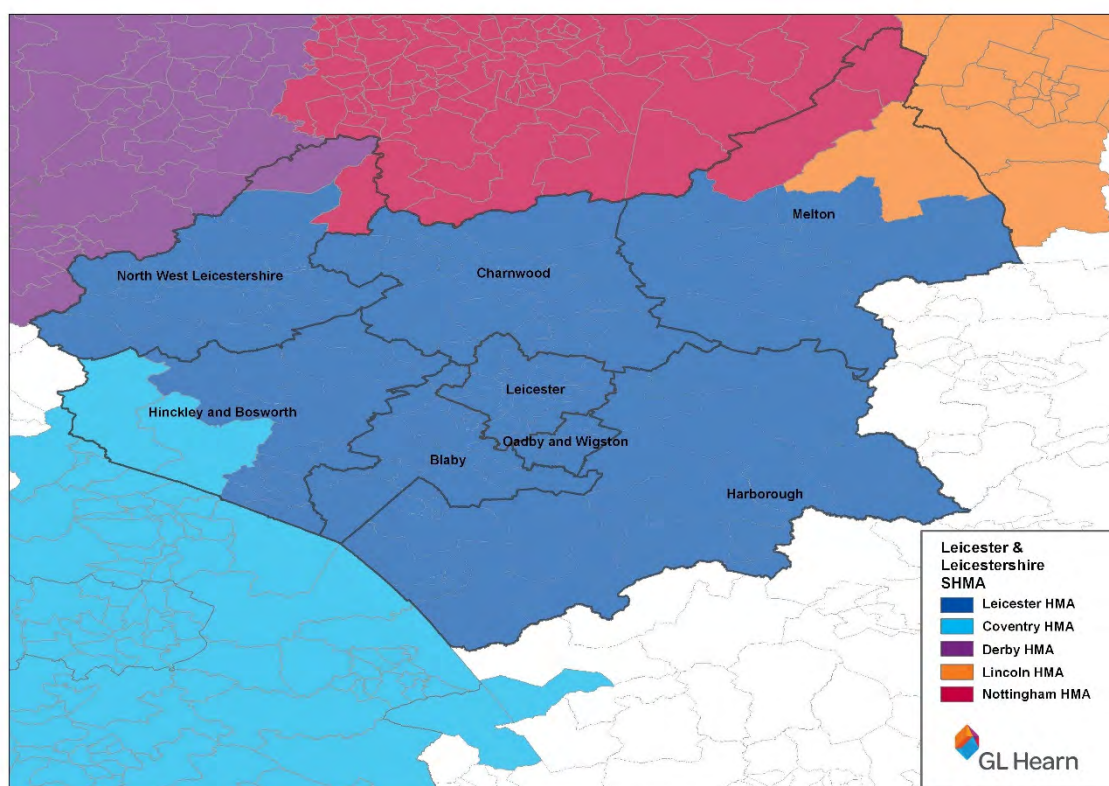 Melton
North West Leicestershire
Charnwood
Leicester
Hinckley and Bosworth
Oadby and Wigston
Blaby
Harborough
Leicester &
Leicestershire
SHMA
Leicester HMA
Coventry HMA
Derby HMA
Lincoln HMA
Nottingham HMA
GL Hearn